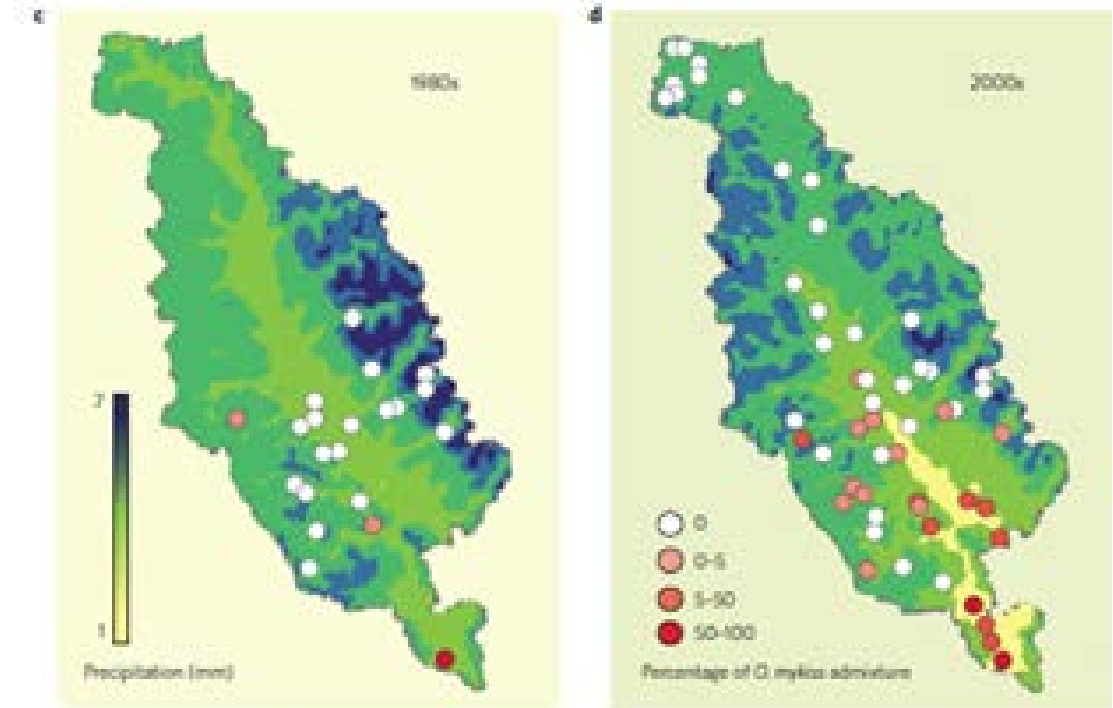 c
1980s
7
1
Precipitation (mm)
d
2000s
0
0-5
5-50
50-100
Percentage of O. mykiss admixture